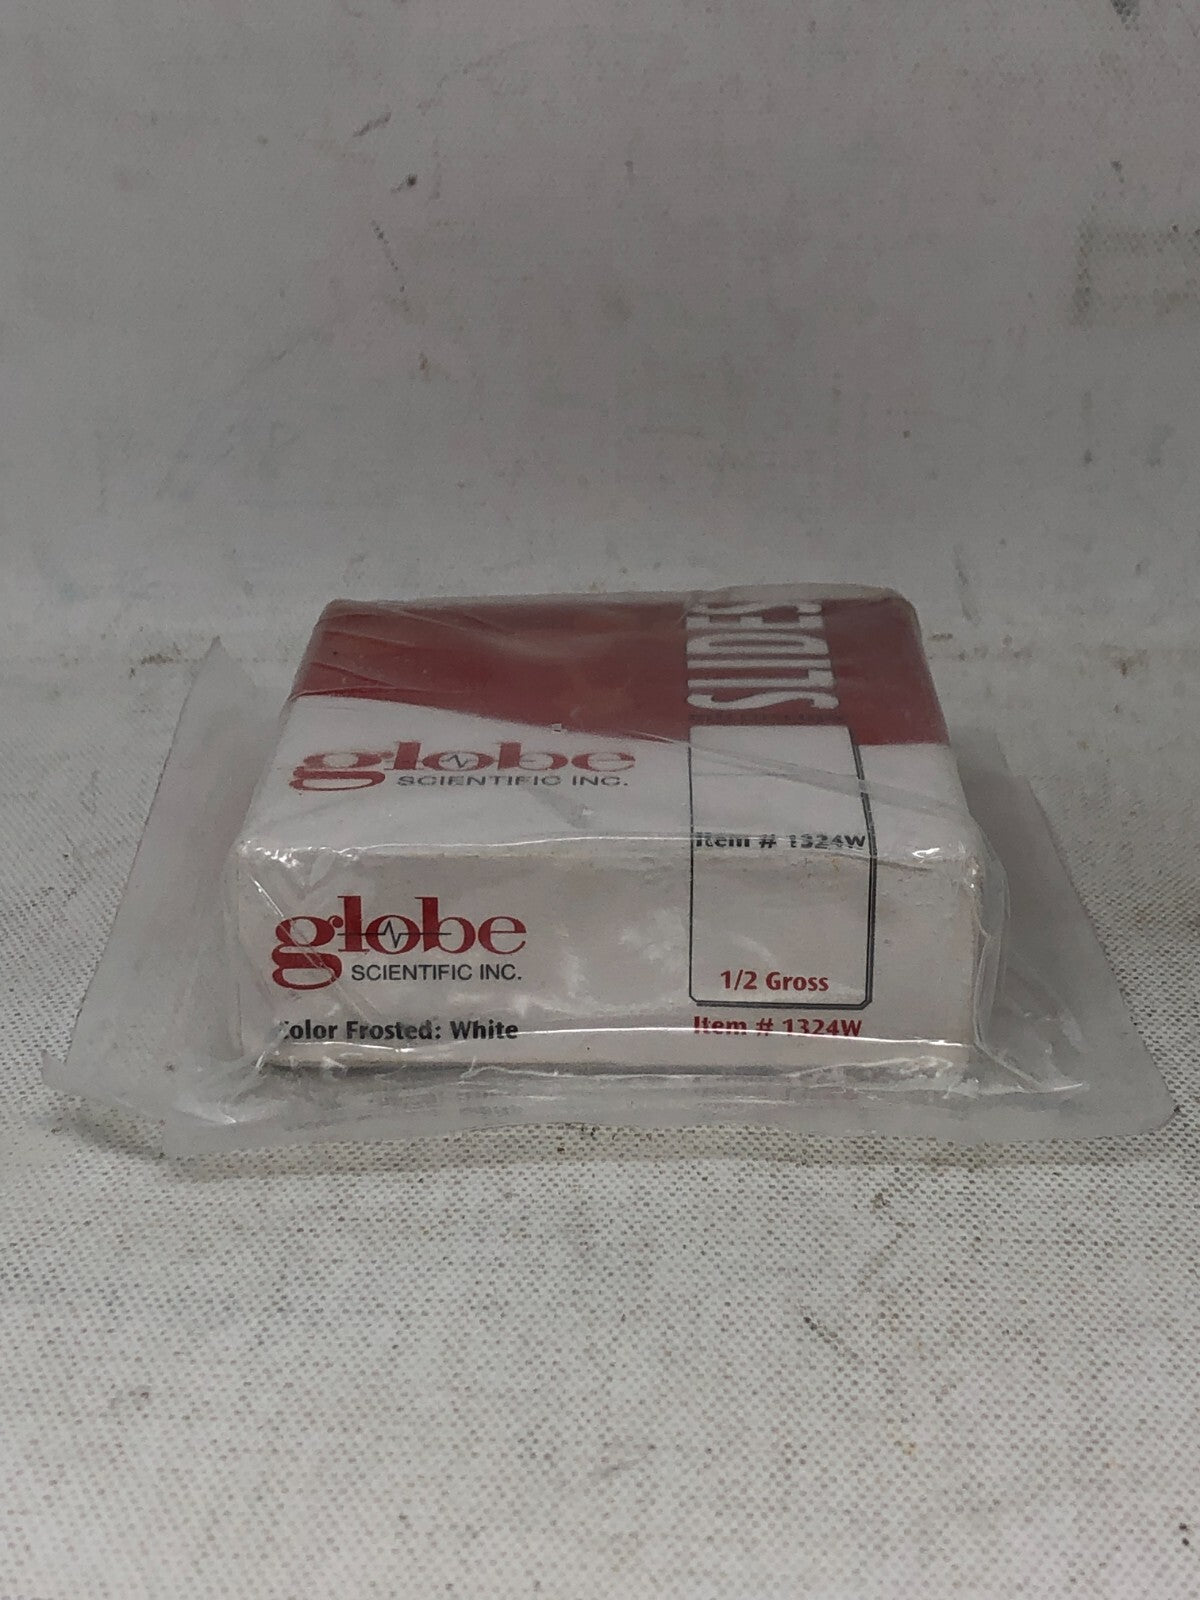 SLIDES
globe
SCIENTIFIC INC.
Item # 1324W
globe
SCIENTIFIC INC.
1/2 Gross
Color Frosted: White
Item # 1324W